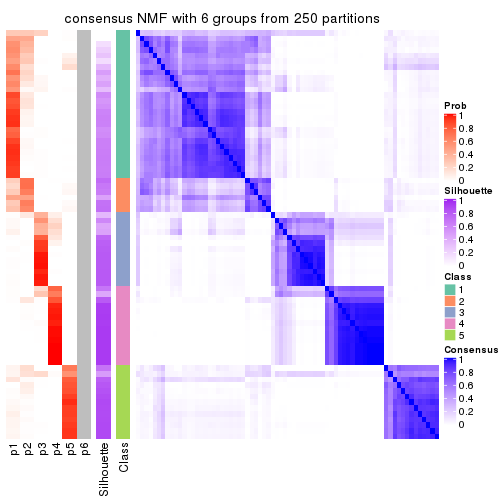 consensus NMF with 6 groups from 250 partitions
Prob
1
0.8
0.6
0.4
0.2
0
Silhouette
1
0.8
0.6
0.4
0.2
0
Class
1
2
3
4
5
Consensus
1
0.8
0.6
0.4
0.2
0
p1
p2
p3
p4
p5
p6
Silhouette
Class